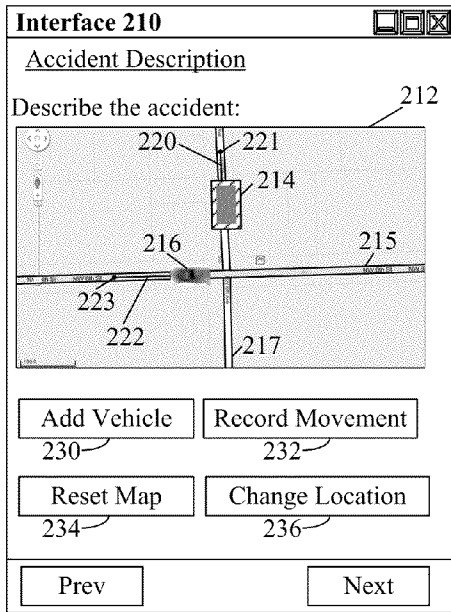 Interface 210
Accident Description
Describe the accident:
212
220
221
214
216
215
223
222
217
Add Vehicle
Record Movement
230
232
Reset Map
Change Location
234
236
Prev
Next